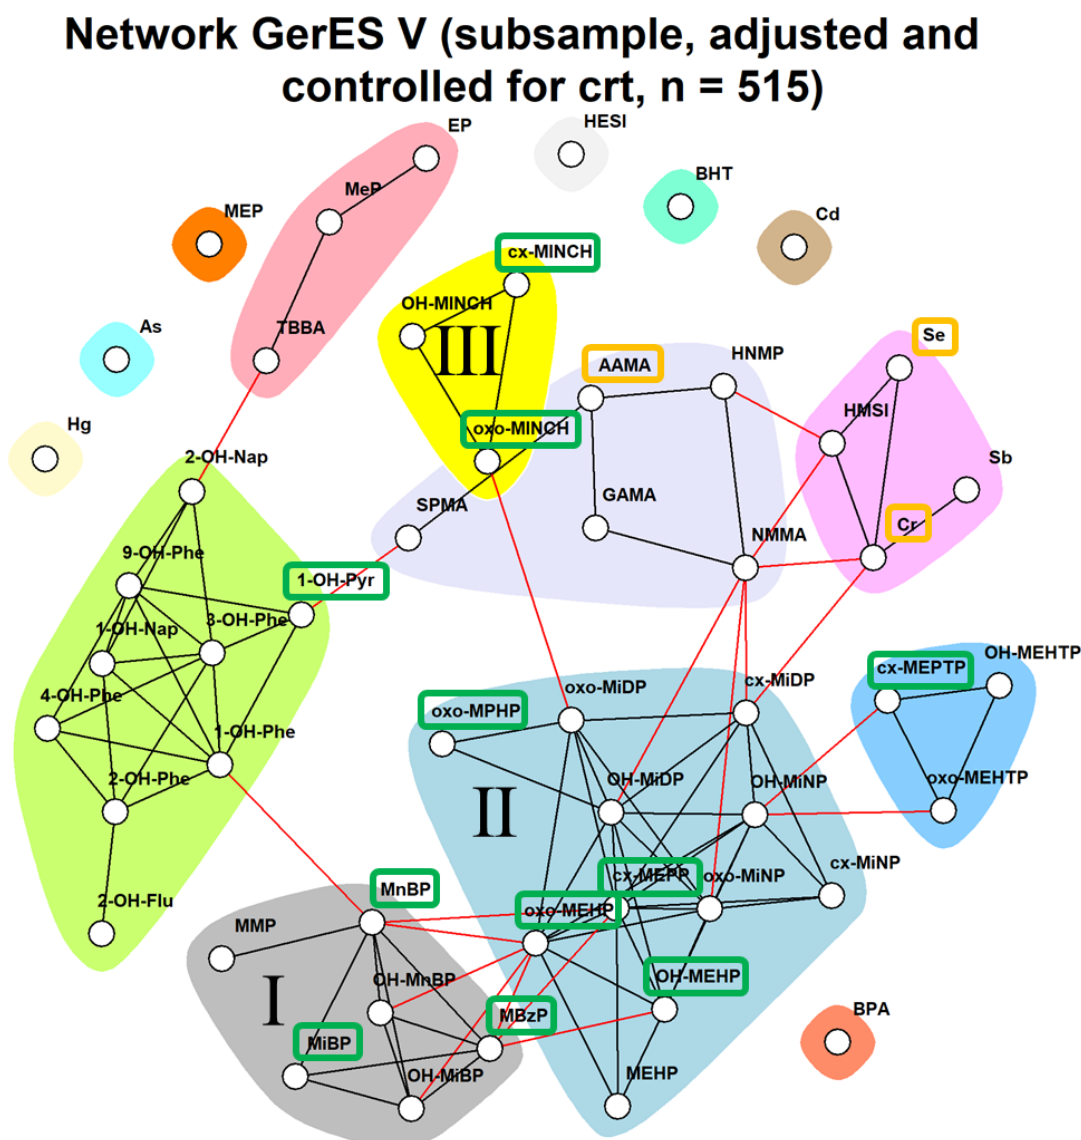 Network GerES V (subsample, adjusted and
controlled for crt, n = 515)
EP
HESI
BHT
MeP
MEP
Cd
cx-MINCH
OH-MINCH
III
As
TBBA
AAMA
HNMP
Se
HMSI
Hg
oxo-MINCH
2-OH-Nap
Sb
SPMA
GAMA
NMMA
Cr
9-OH-Phe
1-OH-Pyr
3-OH-Phe
1-OH-Nap
4-OH-Phe
1-OH-Phe
2-OH-Phe
2-OH-Flu
oxo-MiDP
cx-MiDP
cx-MEPTP
OH-MEHTP
oxo-MPHP
OH-MiDP
OH-MiNP
oxo-MEHTP
II
cx-MEPP
oxo-MiNP
cx-MiNP
MnBP
oxo-MEHP
MMP
OH-MnBP
OH-MEHP
I
MBzP
MiBP
OH-MiBP
MEHP
BPA